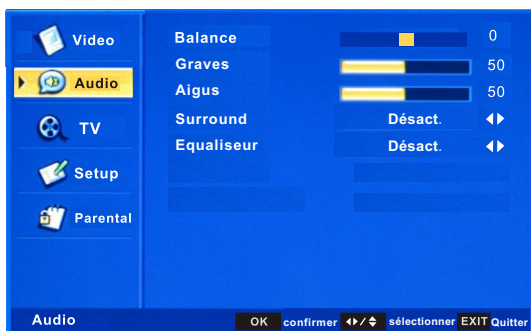 Video
Audio
TV
Setup
Parental
Balance 0
Graves 50
Aigus 50
Surround Désact.
Equaliseur Désact.
Audio
OK confirmer / sélectionner EXIT Quitter